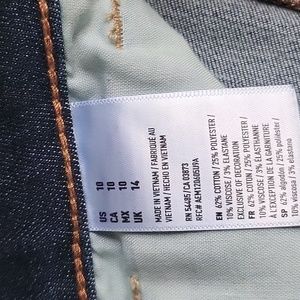 US 10
CA 10
MX 10
UK 14
MADE IN VIETNAM/ FABRIQUÉ AU
VIETNAM / HECHO EN VIETNAM
RN 54485/CA 03873
EN 62% COTTON / 25% POLYESTER /
10% VISCOSE / 3% ELASTANE
EXCLUSIVE OF DECORATION
FR 62% COTON / 25% POLYESTER /
10% VISCOSE / 3% ÉLASTHANNE
À L'EXCEPTION DE LA GARNITURE
SP 62% algodón / 25% poliéster /
10% viscosa / 3% elastano